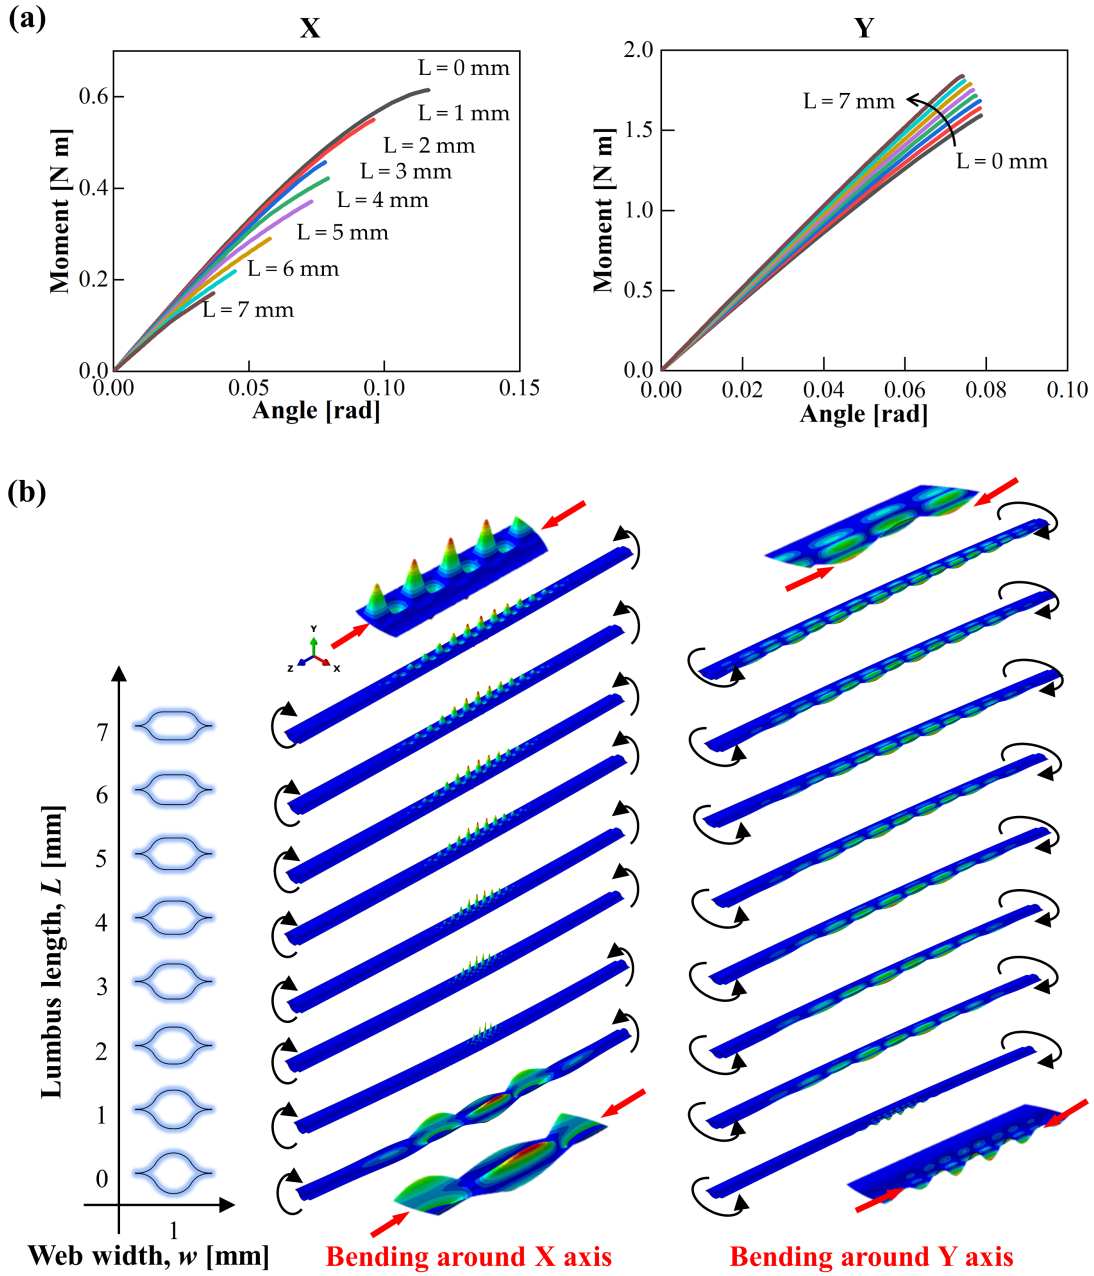 (a)
X
Y
Moment [N m]
0.6
0.4
0.2
0.0
L = 0 mm
L = 1 mm
L = 2 mm
L = 3 mm
L = 4 mm
L = 5 mm
L = 6 mm
L = 7 mm
0.00
0.05
0.10
0.15
Angle [rad]
Moment [N m]
2.0
1.5
1.0
0.5
0.0
L = 7 mm
L = 0 mm
0.00
0.02
0.04
0.06
0.08
0.10
Angle [rad]
(b)
Y
Z
X
Lumbus length, L [mm]
7
6
5
4
3
2
1
0
1
Web width, w [mm]
Bending around X axis
Bending around Y axis